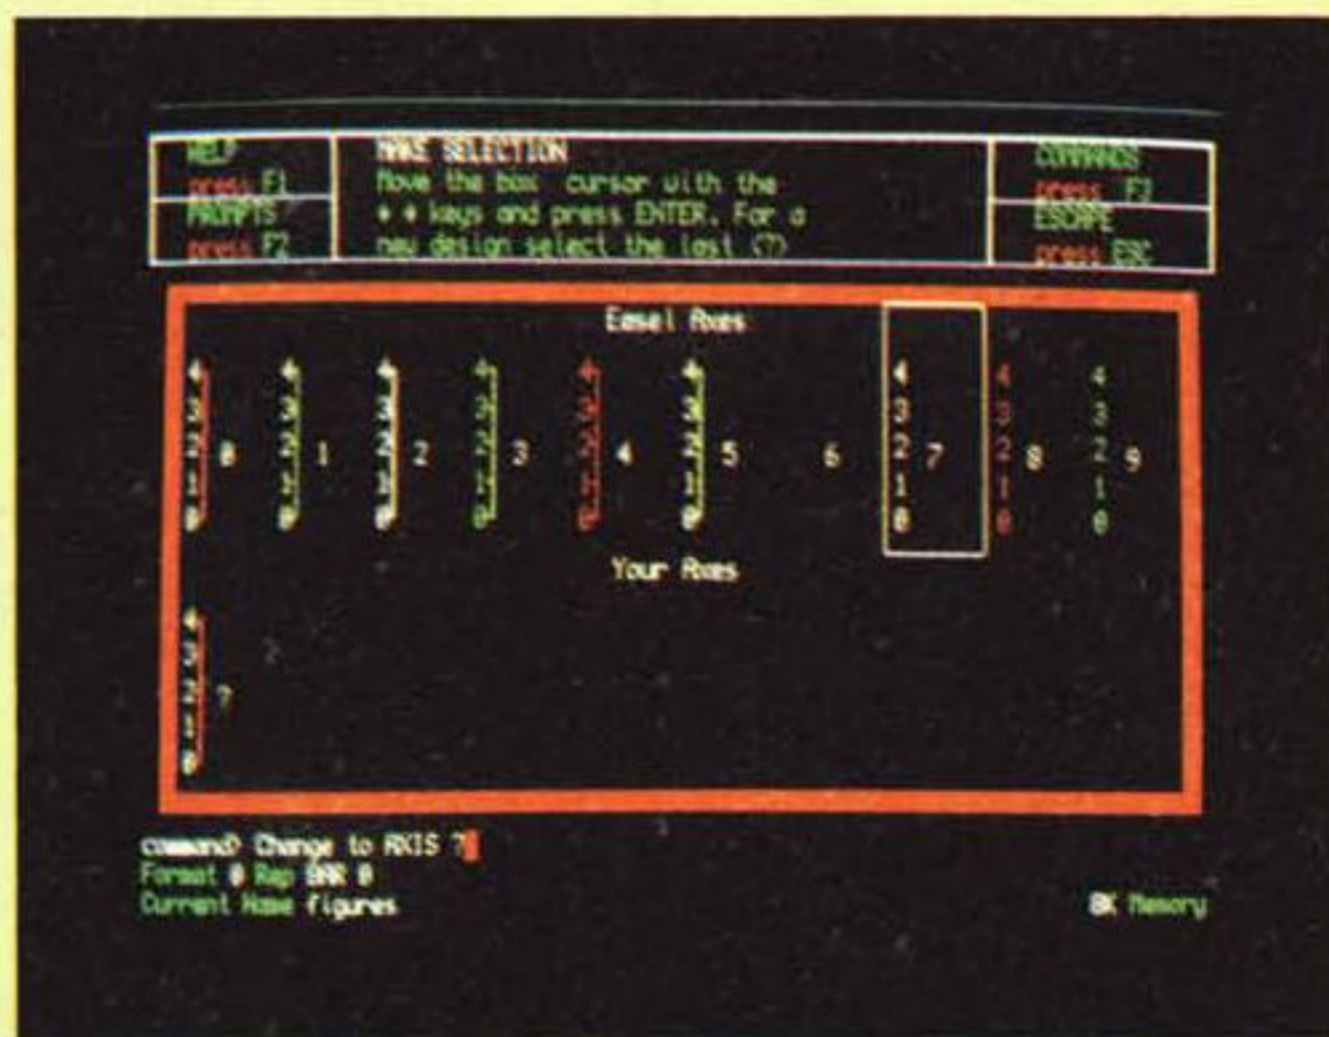 HELP
press F1
PROMPTS
press F2
MAKE SELECTION
Move the box cursor with the
keys and press ENTER. For a
new design select the last (?)
COMMANDS
press F3
ESCAPE
press ESC
Easel Axes
4 4 4 4 4 4 4 4 4
3 3 3 3 3 3 3 3 3
2 0 2 1 2 2 2 3 2 4 2 5 6 2 7 2 8 2 9
1 1 1 1 1 1 1 1 1
0 0 0 0 0 0 0 0 0
Your Axes
4
3
2 ?
1
0
command> Change to AXIS ?
Format 0 Rep BAR 0
Current Name figures
8K Memory